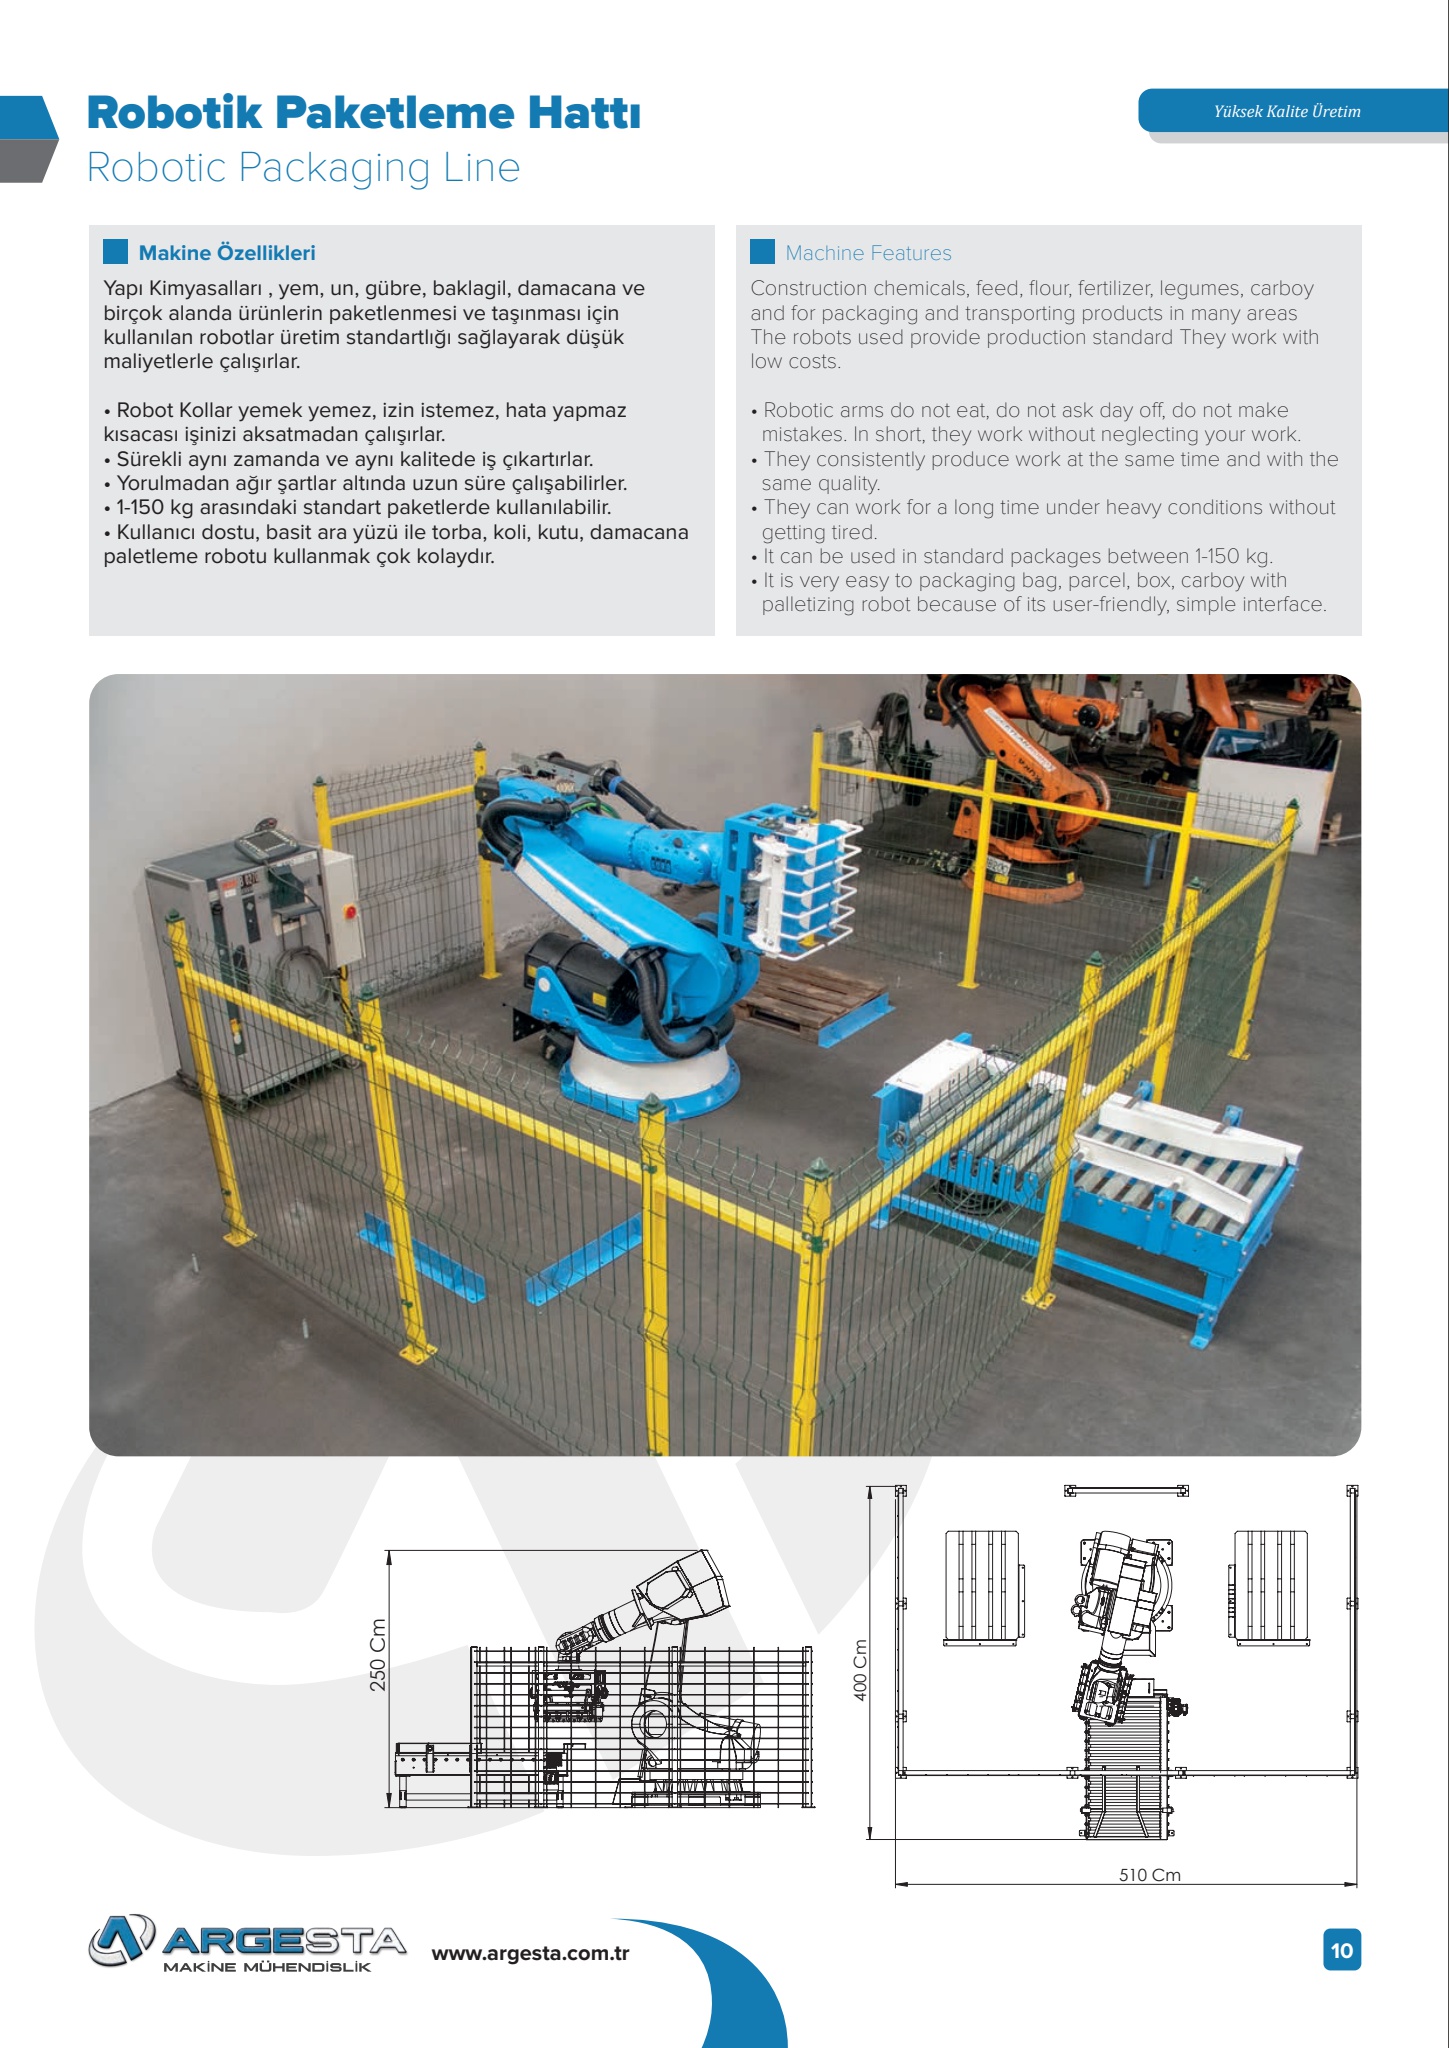 Robotik Paketleme Hattı
Robotic Packaging Line
Yüksek Kalite Üretim
Makine Özellikleri
Yapı Kimyasalları , yem, un, gübre, baklagil, damacana ve
birçok alanda ürünlerin paketlenmesi ve taşınması için
kullanılan robotlar üretim standartlığı sağlayarak düşük
maliyetlerle çalışırlar.
• Robot Kollar yemek yemez, izin istemez, hata yapmaz
kısacası işinizi aksatmadan çalışırlar.
• Sürekli aynı zamanda ve aynı kalitede iş çıkartırlar.
• Yorulmadan ağır şartlar altında uzun süre çalışabilirler.
• 1-150 kg arasındaki standart paketlerde kullanılabilir.
• Kullanıcı dostu, basit ara yüzü ile torba, koli, kutu, damacana
paletleme robotu kullanmak çok kolaydır.
Machine Features
Construction chemicals, feed, flour, fertilizer, legumes, carboy
and for packaging and transporting products in many areas
The robots used provide production standard They work with
low costs.
• Robotic arms do not eat, do not ask day off, do not make
mistakes. In short, they work without neglecting your work.
• They consistently produce work at the same time and with the
same quality.
• They can work for a long time under heavy conditions without
getting tired.
• It can be used in standard packages between 1-150 kg.
• It is very easy to packaging bag, parcel, box, carboy with
palletizing robot because of its user-friendly, simple interface.
250 Cm
400 Cm
510 Cm
ARGESTA
MAKİNE MÜHENDİSLİK
www.argesta.com.tr
10